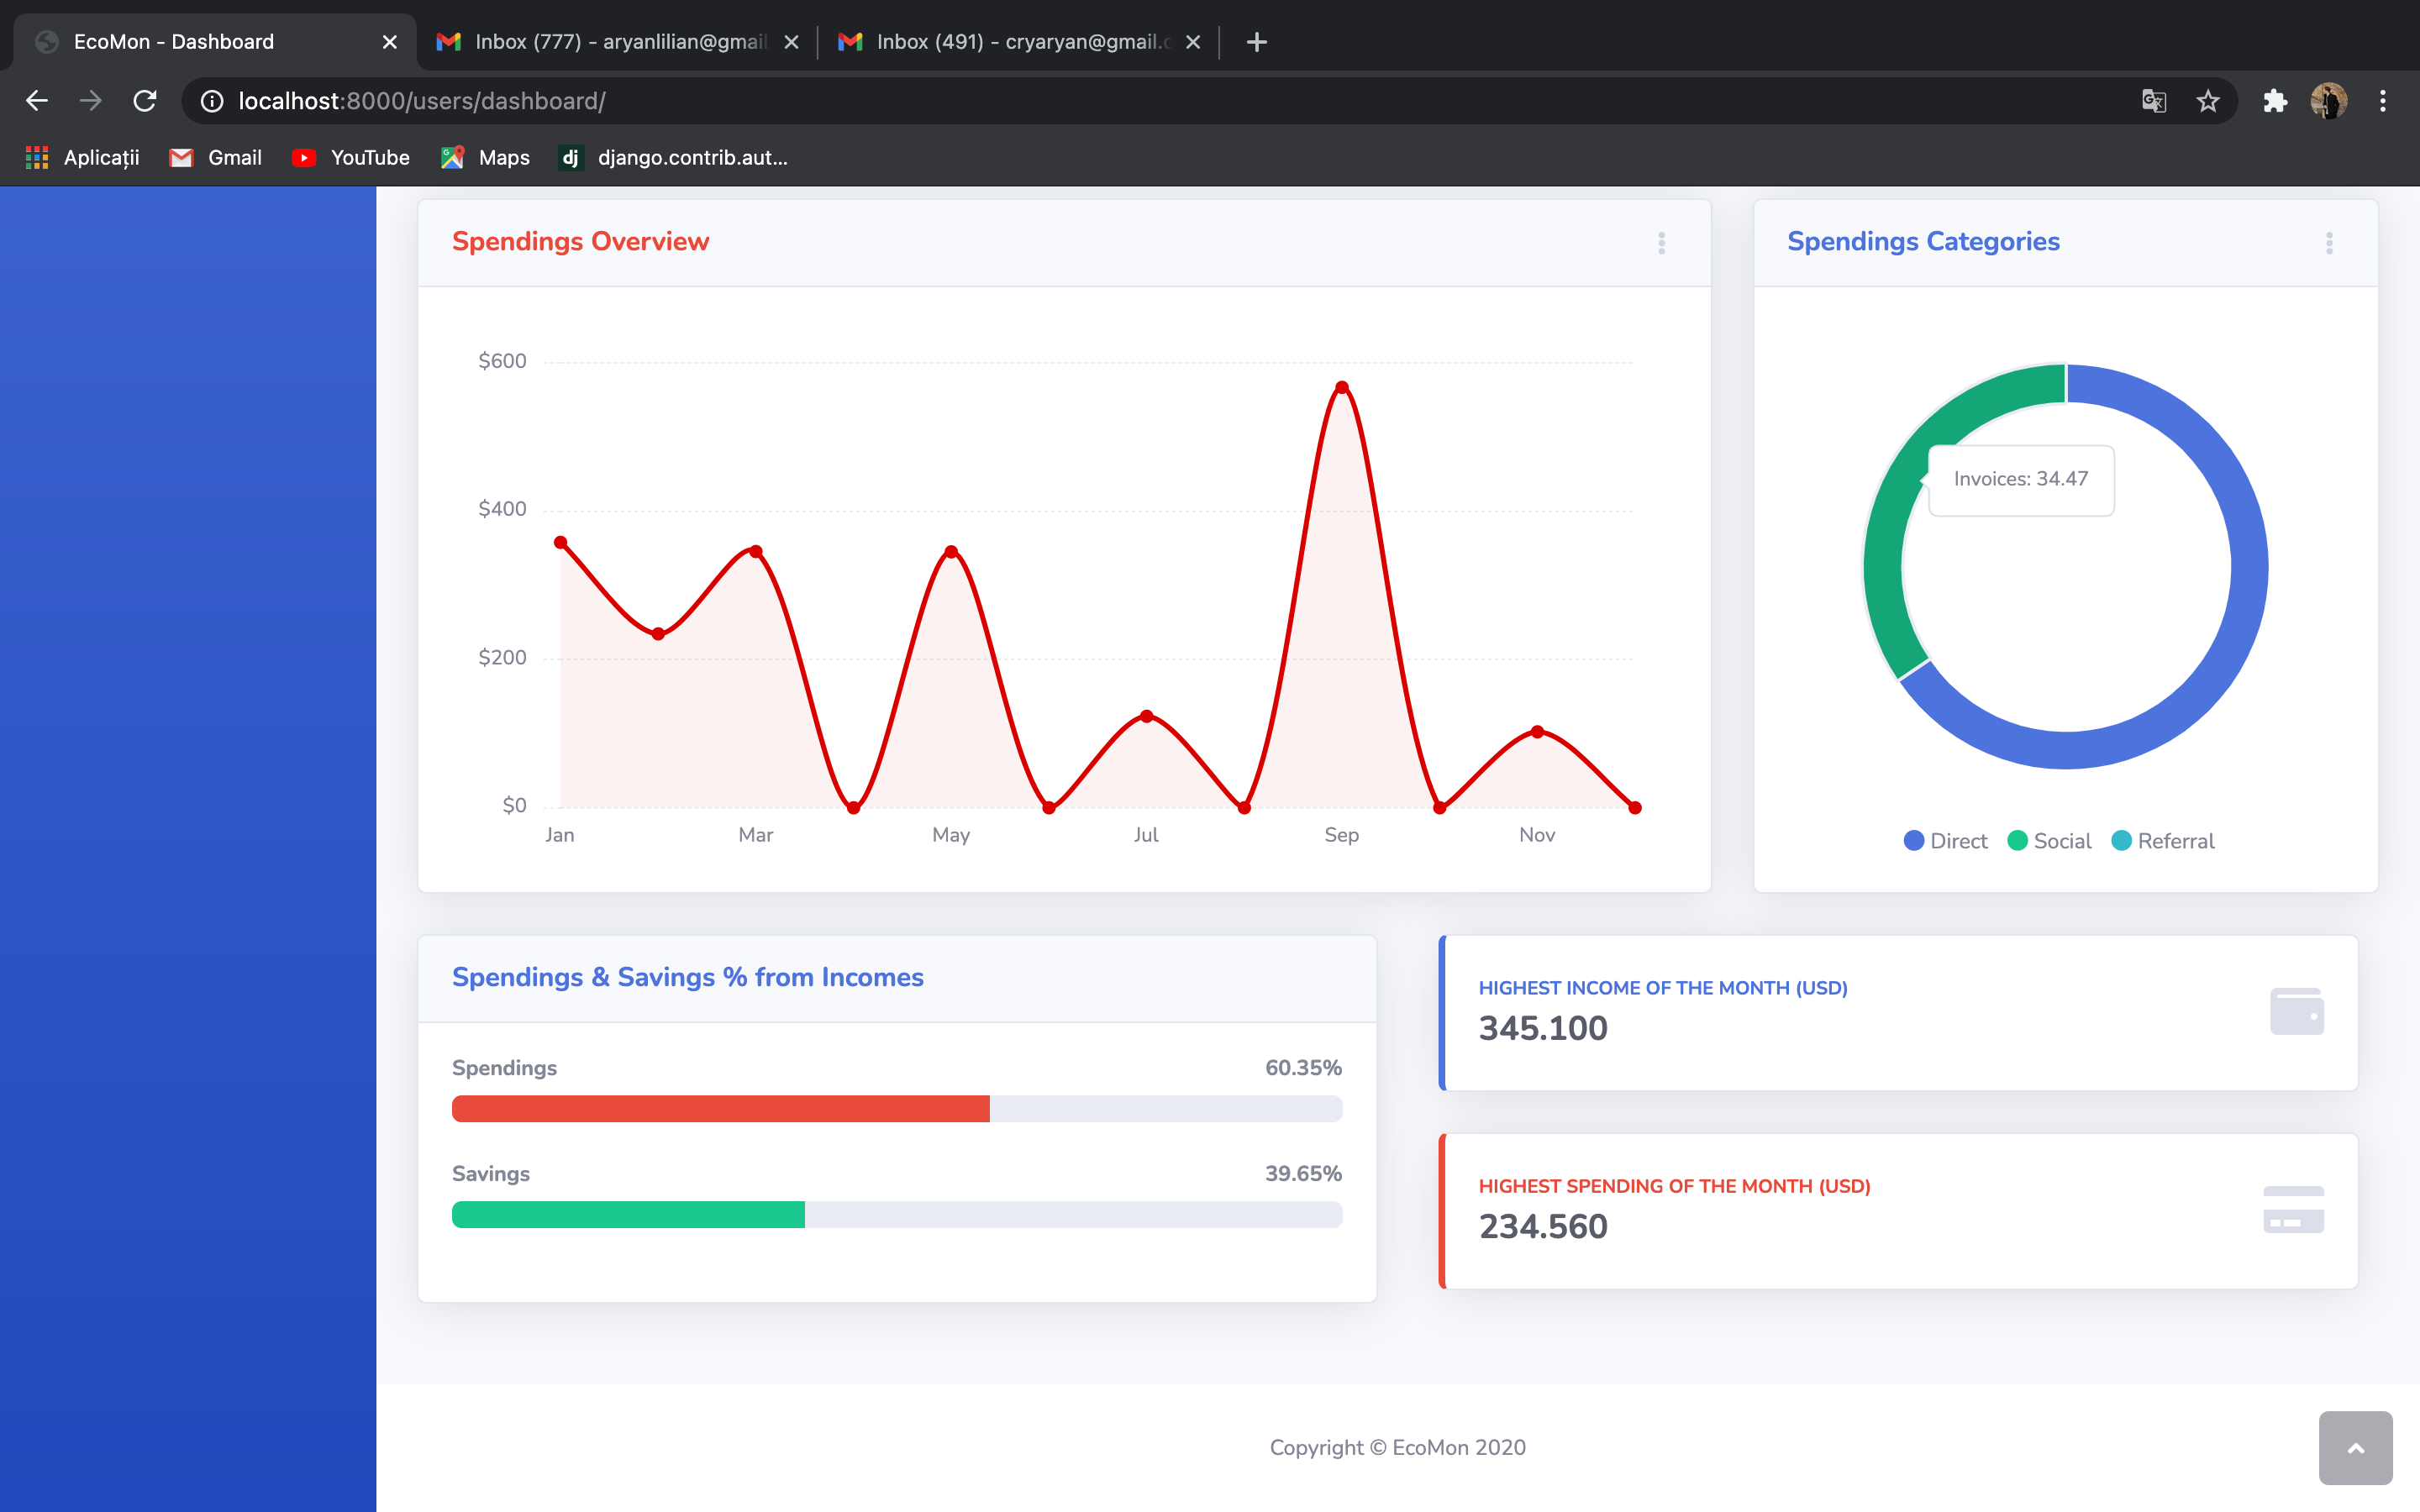 EcoMon - Dashboard
Inbox (777) - aryanlilian@gmail
Inbox (491) - cryaryan@gmail.c
localhost:8000/users/dashboard/
Aplicații
Gmail
YouTube
Maps
dj django.contrib.aut...
Spendings Overview
$600
$400
$200
$0
Jan Mar May Jul Sep Nov
Spendings Categories
Invoices: 34.47
Direct Social Referral
Spendings & Savings % from Incomes
Spendings 60.35%
Savings 39.65%
HIGHEST INCOME OF THE MONTH (USD)
345.100
HIGHEST SPENDING OF THE MONTH (USD)
234.560
Copyright © EcoMon 2020